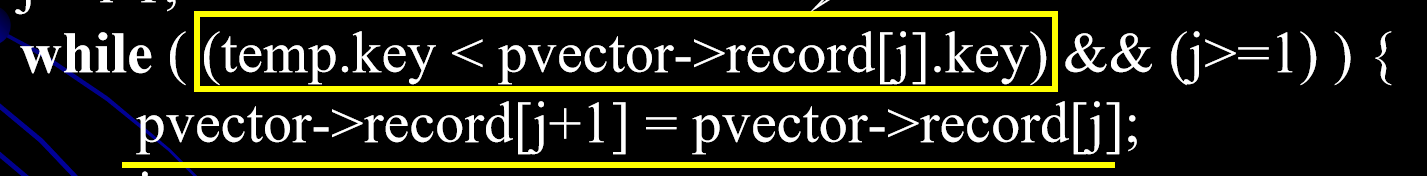 while ( (temp.key < pvector->record[j].key) && (j>=1) ) {
pvector->record[j+1] = pvector->record[j];